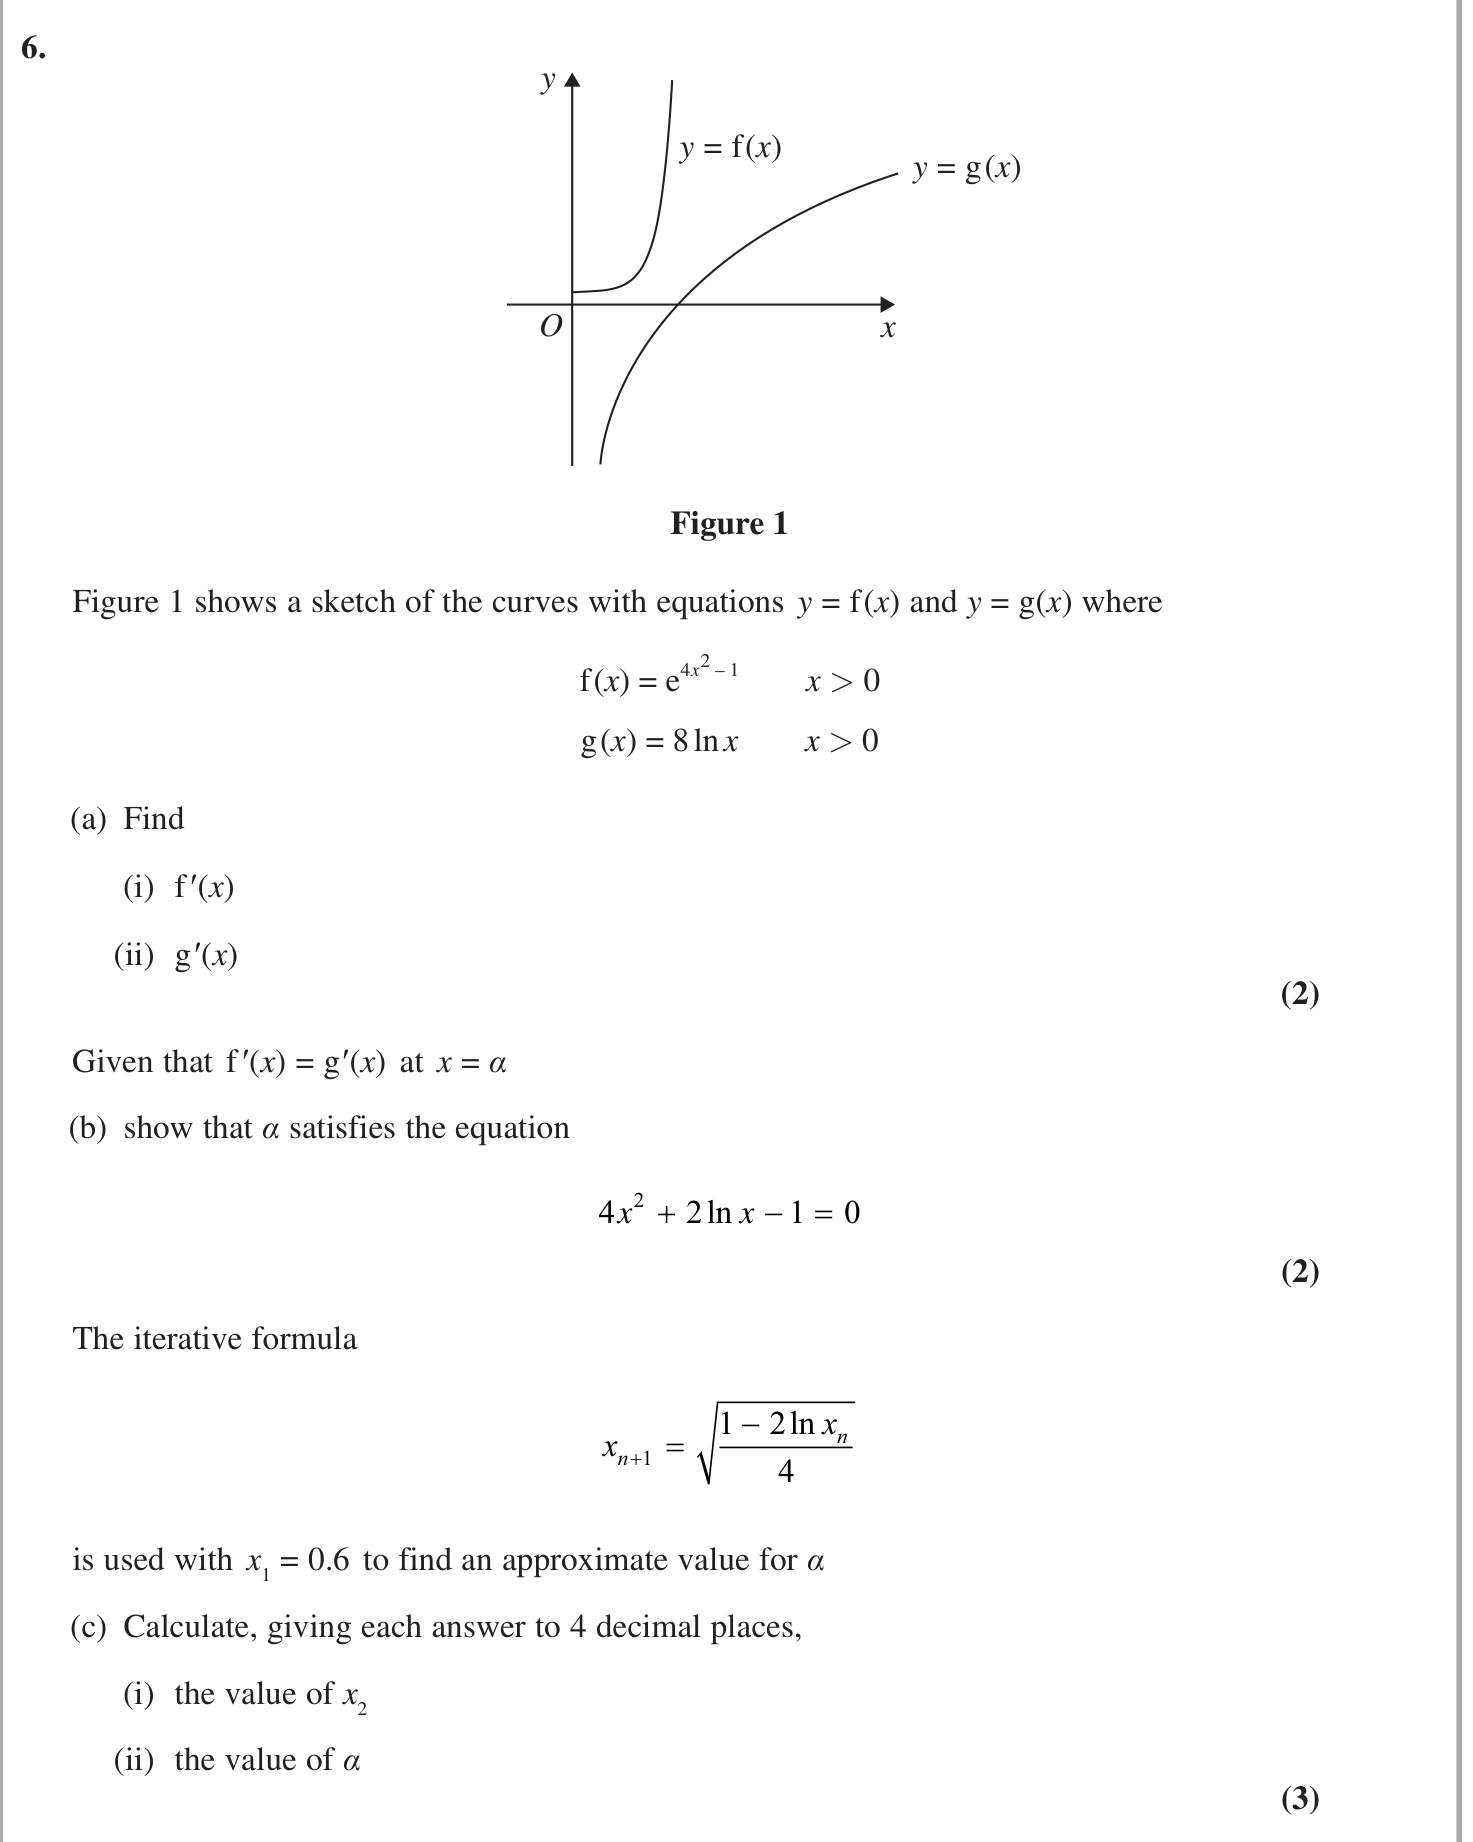 6.
y
y = f(x)
y = g(x)
O
x
Figure 1
Figure 1 shows a sketch of the curves with equations y = f(x) and y = g(x) where
f(x) = e^{4x^2 – 1} x > 0
g(x) = 8 ln x x > 0
(a) Find
(i) f′(x)
(ii) g′(x)
(2)
Given that f′(x) = g′(x) at x = α
(b) show that α satisfies the equation
4x² + 2 ln x – 1 = 0
(2)
The iterative formula
x_{n+1} = √((1 – 2 ln x_n)/4)
is used with x₁ = 0.6 to find an approximate value for α
(c) Calculate, giving each answer to 4 decimal places,
(i) the value of x₂
(ii) the value of α
(3)